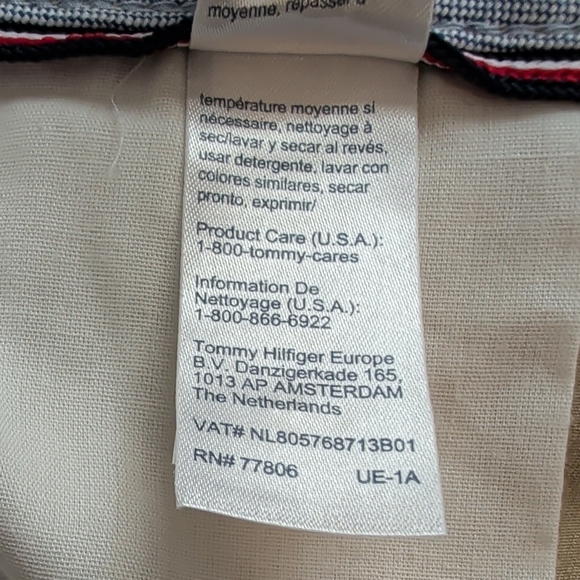 moyenne, repasser à
température moyenne si
nécessaire, nettoyage à
sec/lavar y secar al revés,
usar detergente, lavar con
colores similares, secar
pronto, exprimir/
Product Care (U.S.A.):
1-800-tommy-cares
Information De
Nettoyage (U.S.A.):
1-800-866-6922
Tommy Hilfiger Europe
B.V. Danzigerkade 165,
1013 AP AMSTERDAM
The Netherlands
VAT# NL805768713B01
RN# 77806 UE-1A